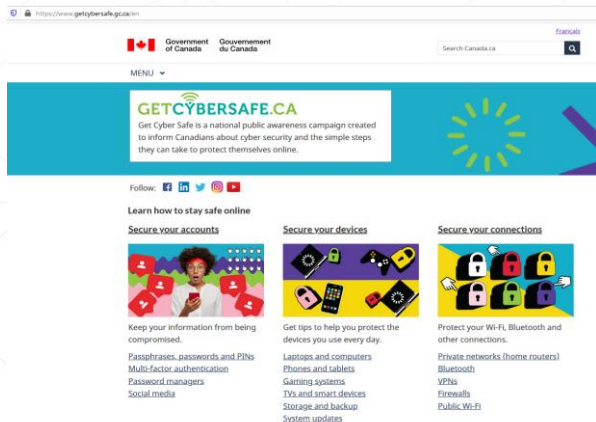 https://www.getcybersafe.gc.ca/en
Français
Government of Canada
Gouvernement du Canada
Search Canada.ca
MENU
GETCYBERSAFE.CA
Get Cyber Safe is a national public awareness campaign created
to inform Canadians about cyber security and the simple steps
they can take to protect themselves online.
Follow:
Learn how to stay safe online
Secure your accounts
Keep your information from being
compromised.
Passphrases, passwords and PINs
Multi-factor authentication
Password managers
Social media
Secure your devices
Get tips to help you protect the
devices you use every day.
Laptops and computers
Phones and tablets
Gaming systems
TVs and smart devices
Storage and backup
System updates
Secure your connections
Protect your Wi-Fi, Bluetooth and
other connections.
Private networks (home routers)
Bluetooth
VPNs
Firewalls
Public Wi-Fi